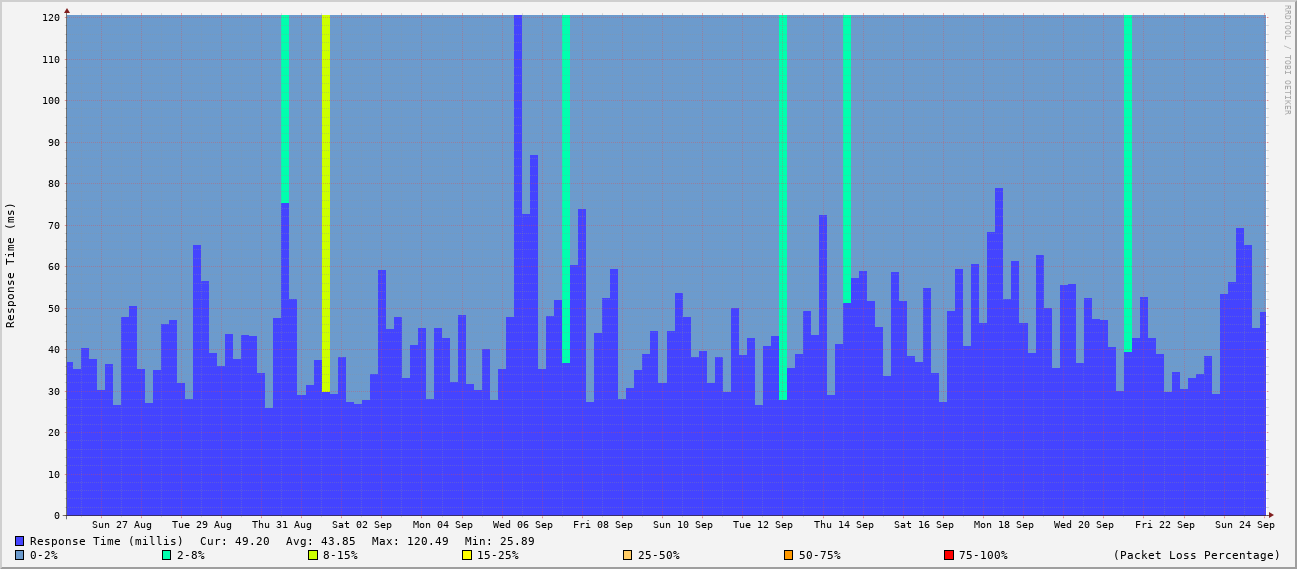 RRDTOOL / TOBI OETIKER
Response Time (ms)
120
110
100
90
80
70
60
50
40
30
20
10
0
Sun 27 Aug Tue 29 Aug Thu 31 Aug Sat 02 Sep Mon 04 Sep Wed 06 Sep Fri 08 Sep Sun 10 Sep Tue 12 Sep Thu 14 Sep Sat 16 Sep Mon 18 Sep Wed 20 Sep Fri 22 Sep Sun 24 Sep
Response Time (millis) Cur: 49.20 Avg: 43.85 Max: 120.49 Min: 25.89
0-2% 2-8% 8-15% 15-25% 25-50% 50-75% 75-100% (Packet Loss Percentage)